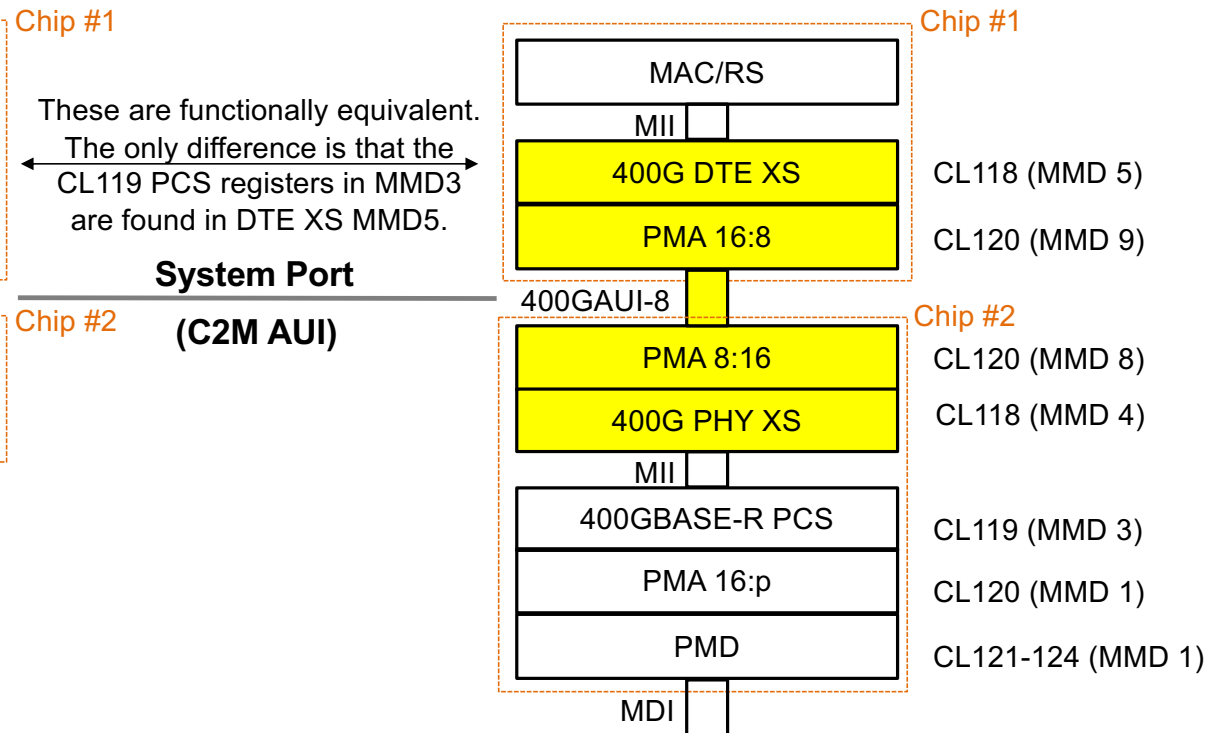 Chip #1
Chip #1
MAC/RS
These are functionally equivalent.
The only difference is that the
CL119 PCS registers in MMD3
are found in DTE XS MMD5.
MII
400G DTE XS
CL118 (MMD 5)
PMA 16:8
CL120 (MMD 9)
System Port
(C2M AUI)
400GAUI-8
Chip #2
Chip #2
PMA 8:16
CL120 (MMD 8)
400G PHY XS
CL118 (MMD 4)
MII
400GBASE-R PCS
CL119 (MMD 3)
PMA 16:p
CL120 (MMD 1)
PMD
CL121-124 (MMD 1)
MDI